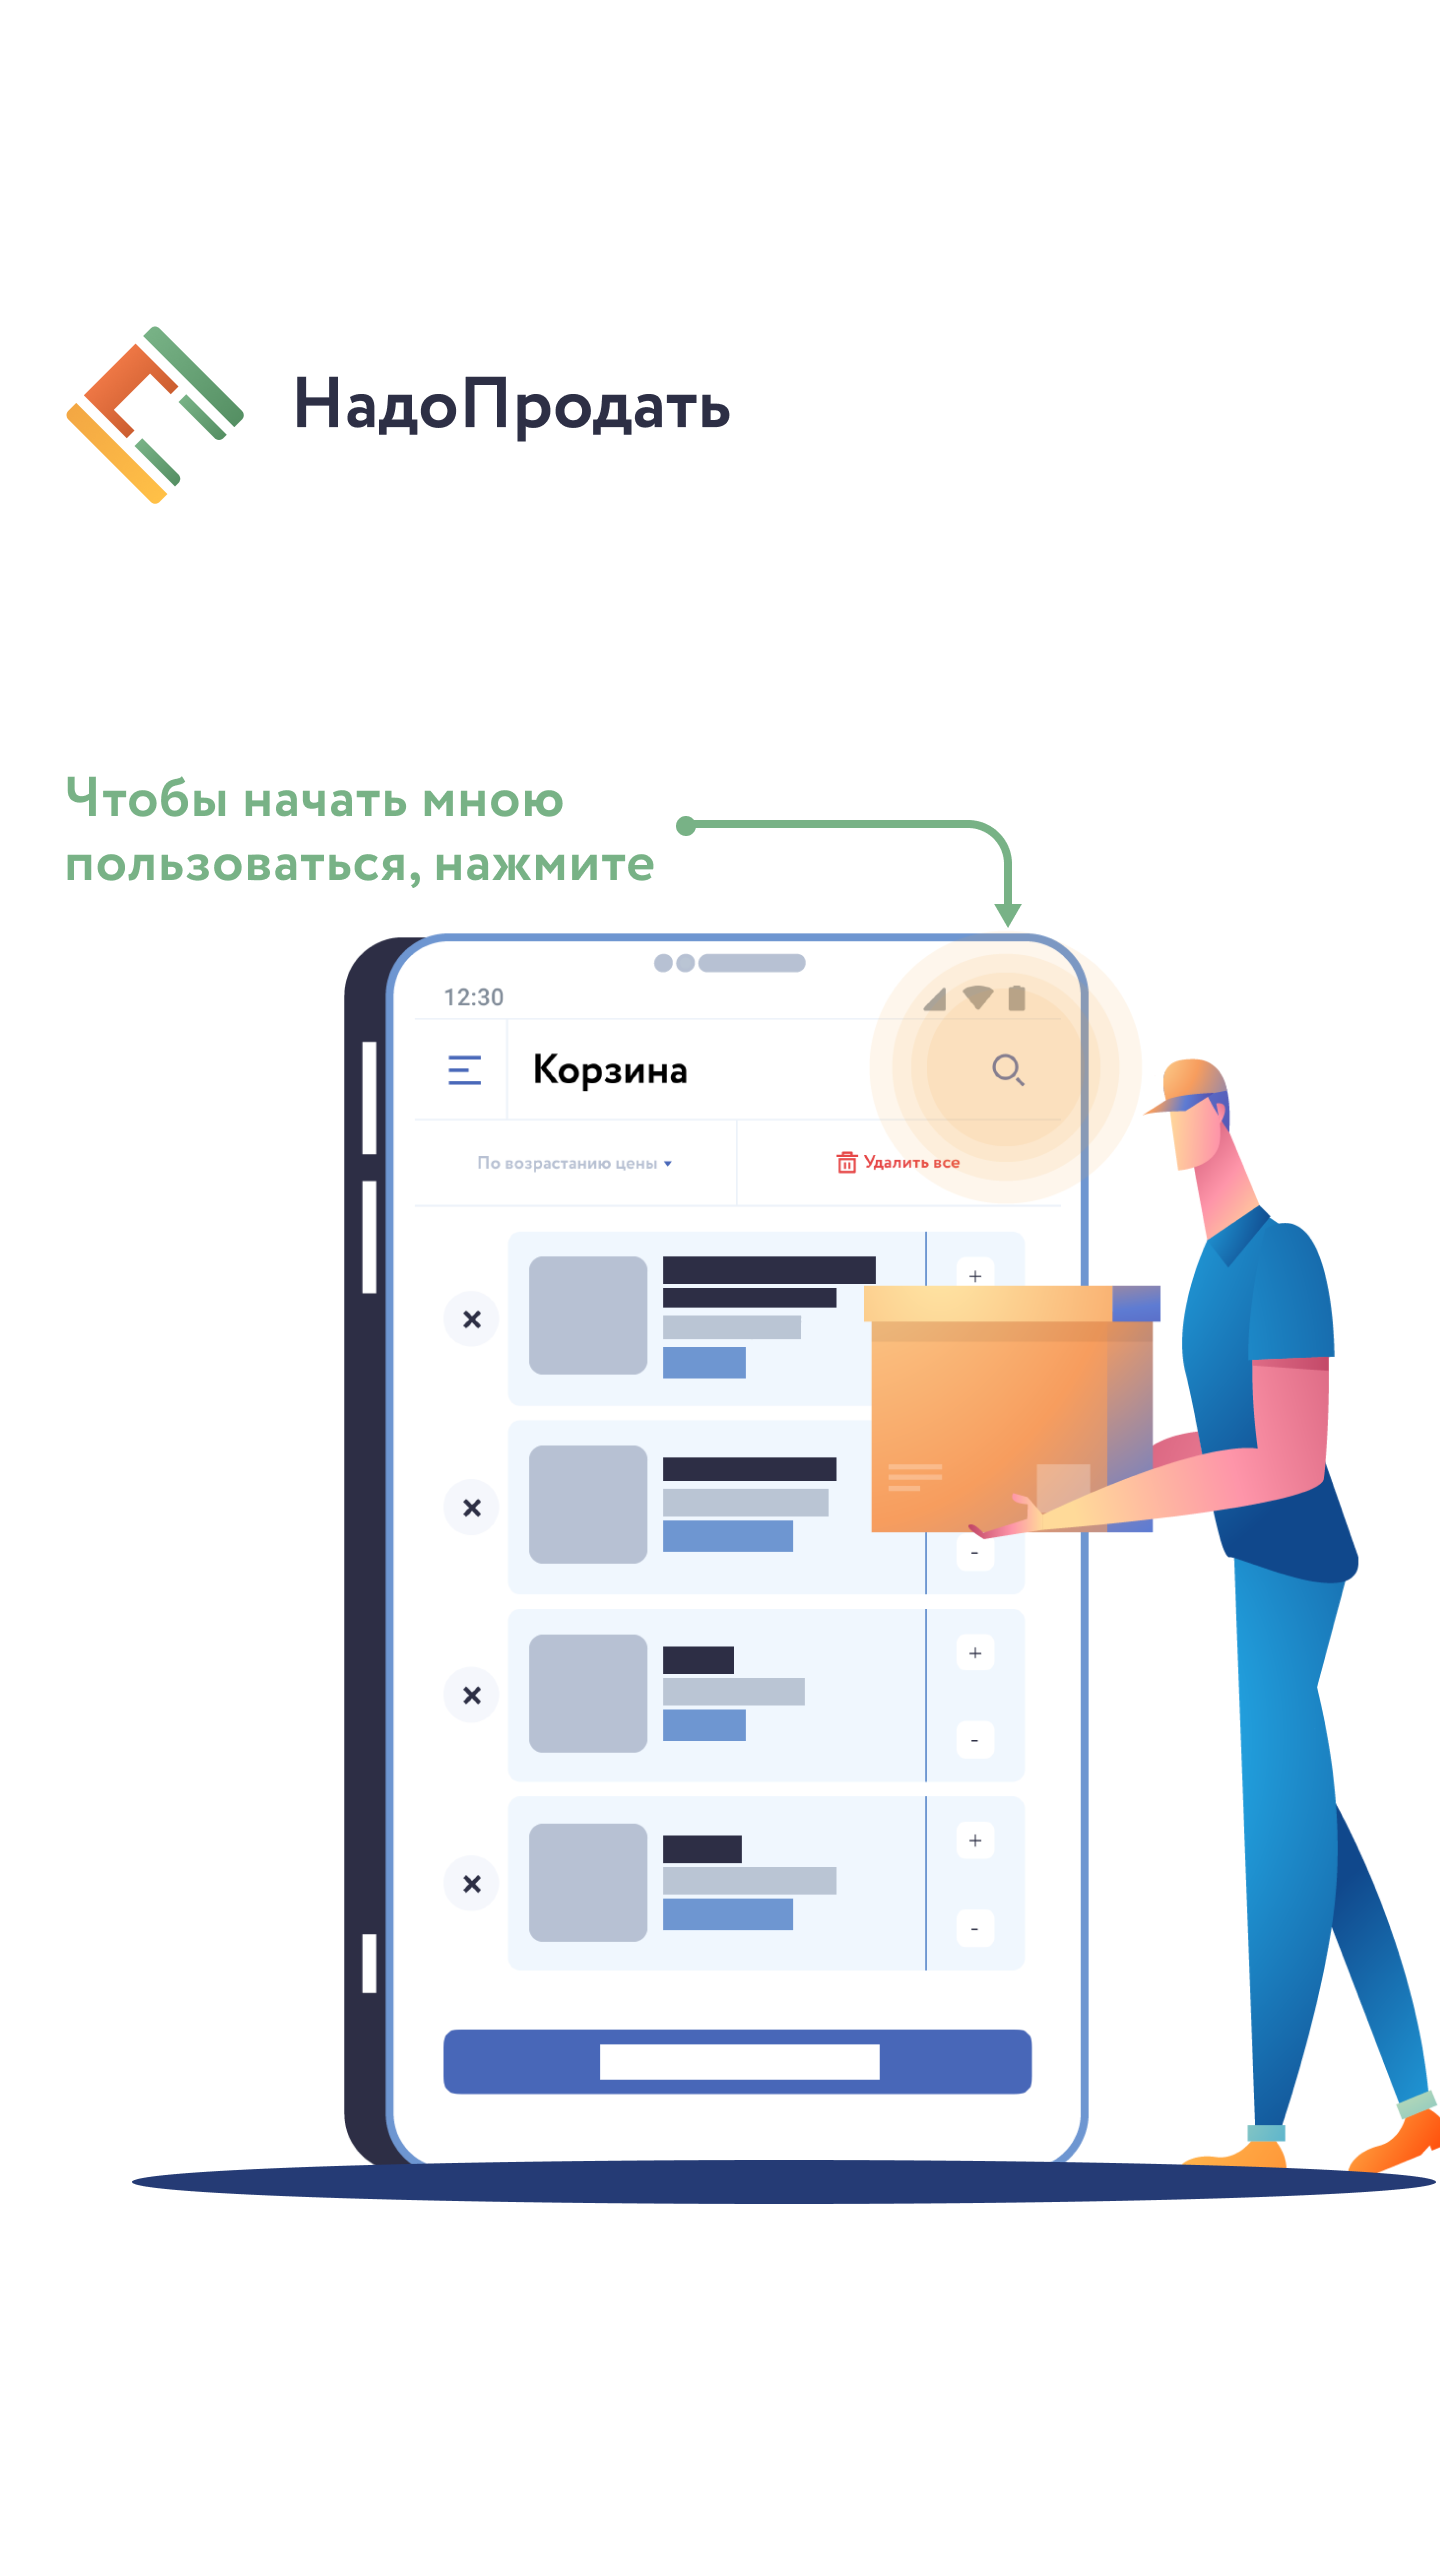 НадоПродать
Чтобы начать мною
пользоваться, нажмите
12:30
Корзина
По возрастанию цены
Удалить все
+
-
+
-
+
-